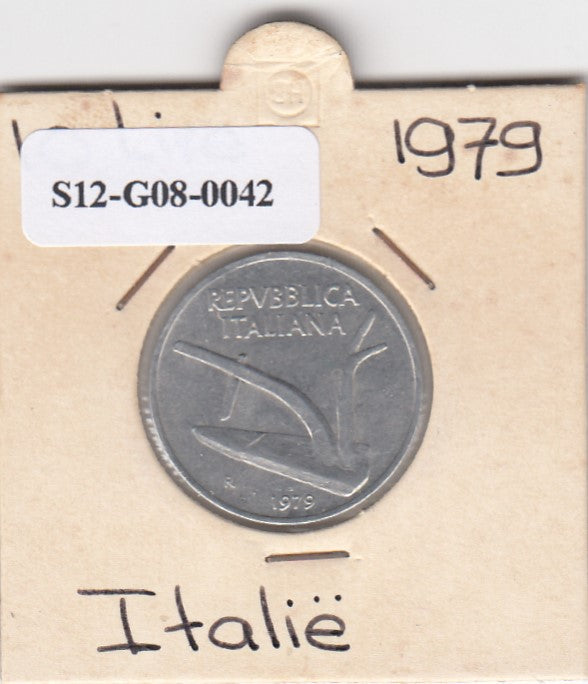 1979
S12-G08-0042
REPVBBLICA
ITALIANA
R
1979
Italië